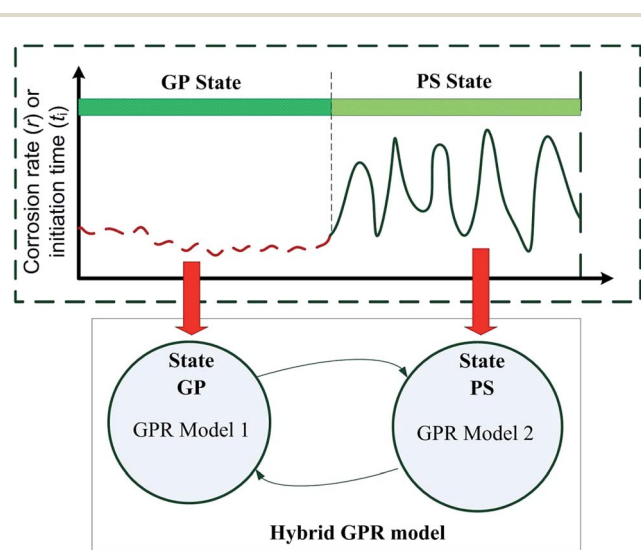 GP State
PS State
Corrosion rate (r) or
initiation time (tᵢ)
State
GP
GPR Model 1
State
PS
GPR Model 2
Hybrid GPR model